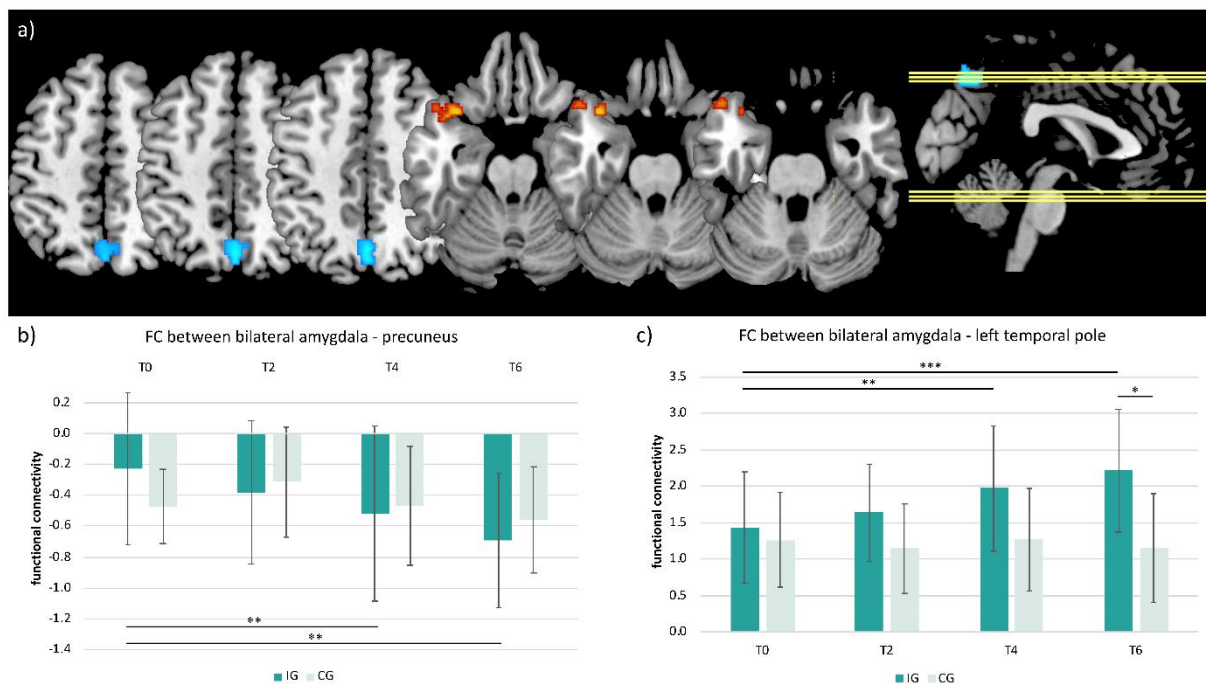 a)
b)
FC between bilateral amygdala - precuneus
T0 T2 T4 T6
0.2
0.0
-0.2
-0.4
-0.6
-0.8
-1.0
-1.2
-1.4
functional connectivity
**
**
IG CG
c)
FC between bilateral amygdala - left temporal pole
3.5
3.0
2.5
2.0
1.5
1.0
0.5
0.0
functional connectivity
***
**
*
T0 T2 T4 T6
IG CG